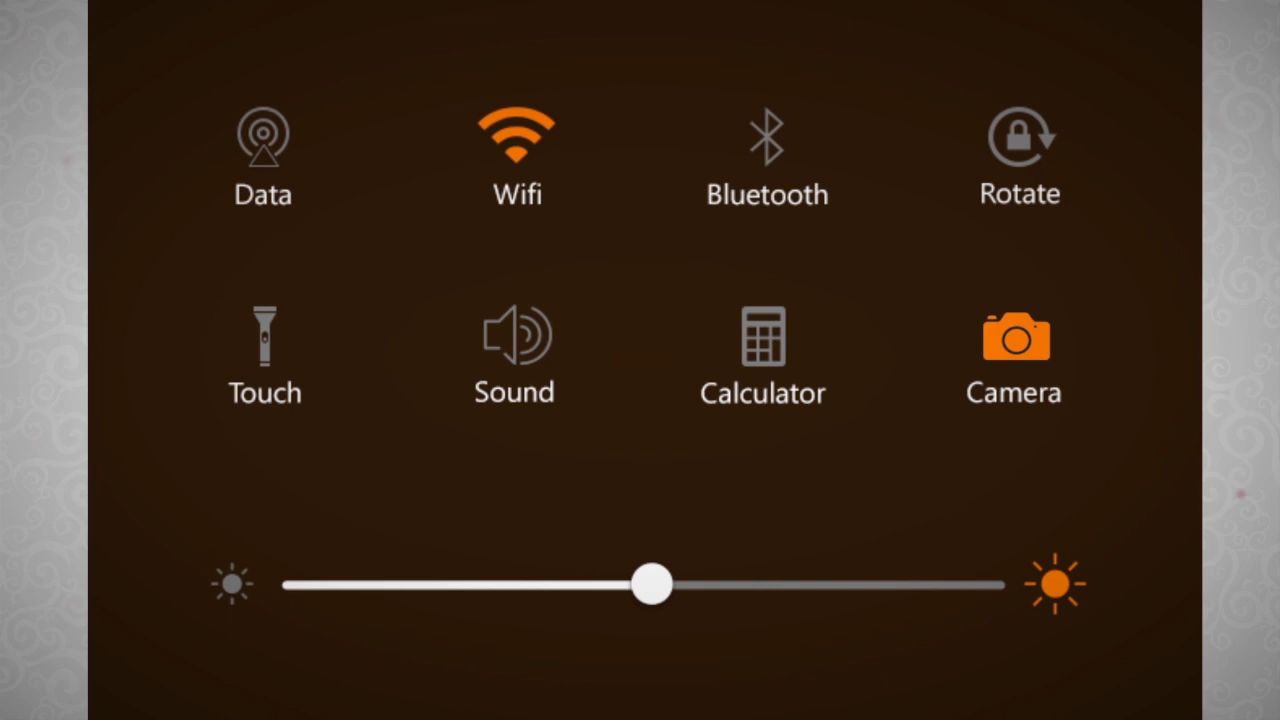 Data
Wifi
Bluetooth
Rotate
Touch
Sound
Calculator
Camera